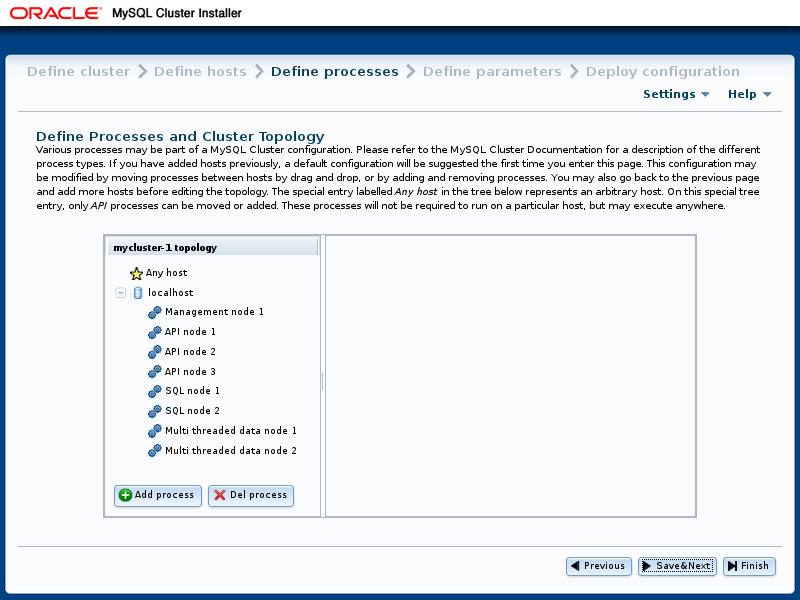 ORACLE MySQL Cluster Installer
Define cluster Define hosts Define processes Define parameters Deploy configuration
Settings Help
Define Processes and Cluster Topology
Various processes may be part of a MySQL Cluster configuration. Please refer to the MySQL Cluster Documentation for a description of the different
process types. If you have added hosts previously, a default configuration will be suggested the first time you enter this page. This configuration may
be modified by moving processes between hosts by drag and drop, or by adding and removing processes. You may also go back to the previous page
and add more hosts before editing the topology. The special entry labelled Any host in the tree below represents an arbitrary host. On this special tree
entry, only API processes can be moved or added. These processes will not be required to run on a particular host, but may execute anywhere.
mycluster-1 topology
Any host
localhost
Management node 1
API node 1
API node 2
API node 3
SQL node 1
SQL node 2
Multi threaded data node 1
Multi threaded data node 2
Add process Del process
Previous Save&Next Finish